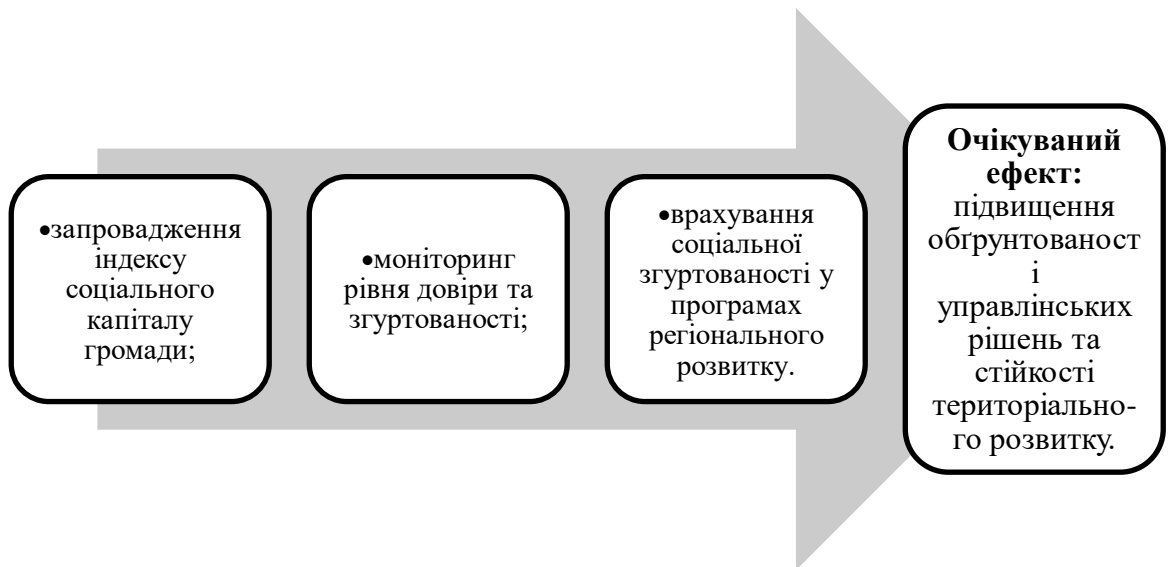 •запровадження
індексу
соціального
капіталу
громади;
•моніторинг
рівня довіри та
згуртованості;
•врахування
соціальної
згуртованості у
програмах
регіонального
розвитку.
Очікуваний
ефект:
підвищення
обґрунтованост
і
управлінських
рішень та
стійкості
територіально-
го розвитку.